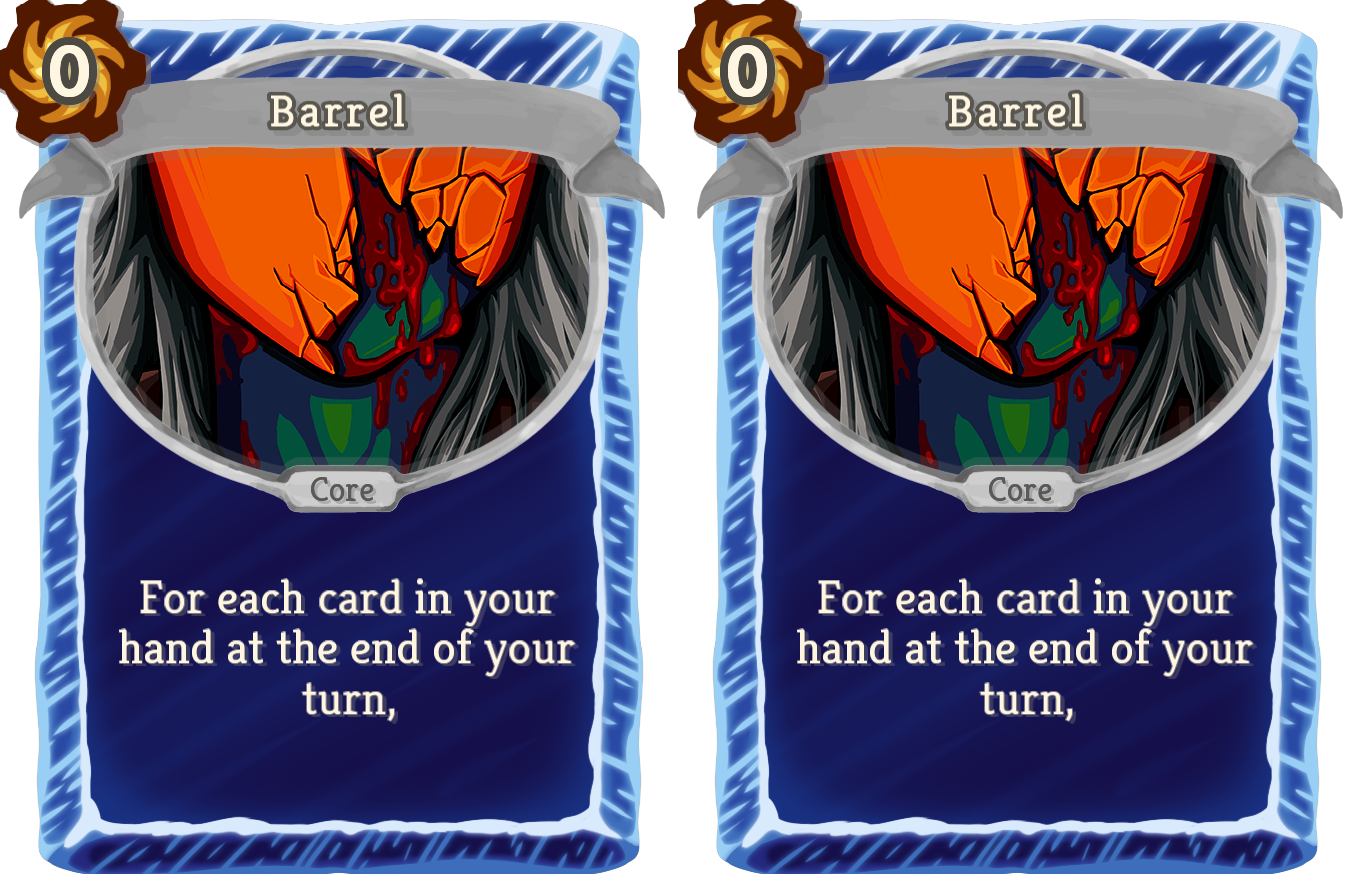 0
Barrel
Core
For each card in your
hand at the end of your
turn,
0
Barrel
Core
For each card in your
hand at the end of your
turn,